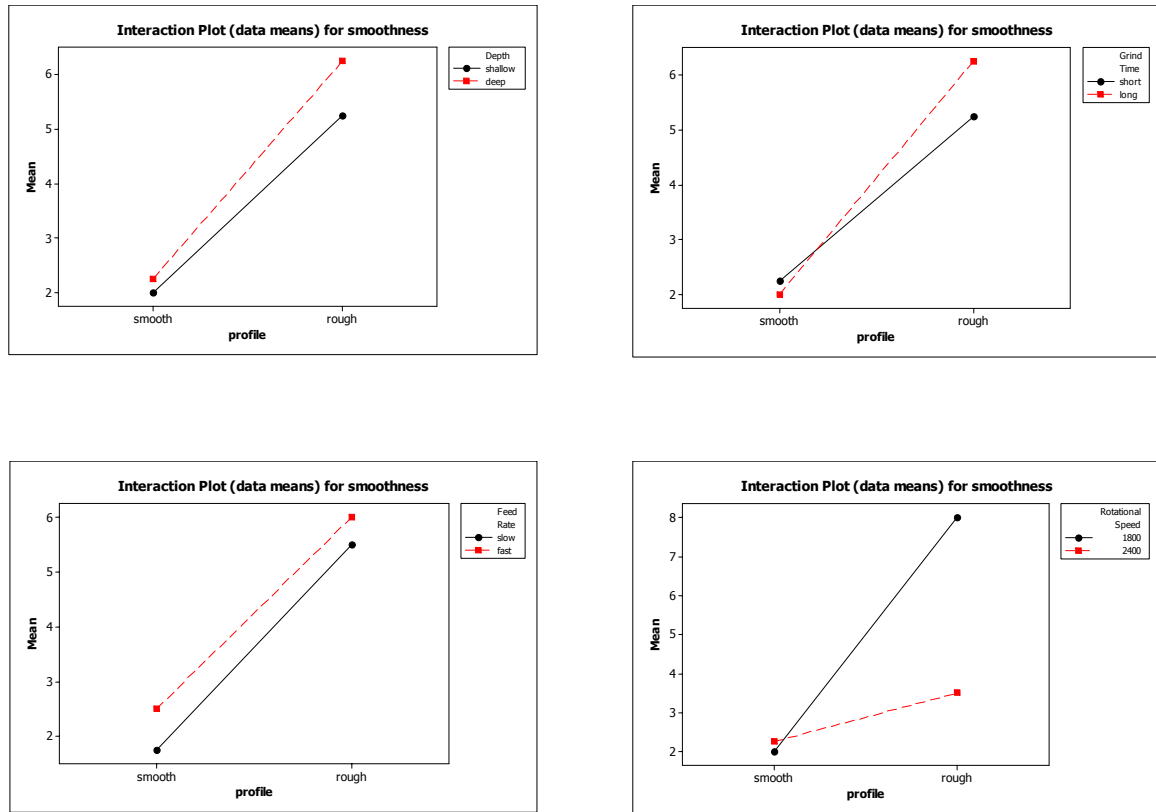 Interaction Plot (data means) for smoothness
Depth
shallow
deep
6
5
4
3
2
Mean
smooth
rough
profile
Interaction Plot (data means) for smoothness
Grind
Time
short
long
6
5
4
3
2
Mean
smooth
rough
profile
Interaction Plot (data means) for smoothness
Feed
Rate
slow
fast
6
5
4
3
2
Mean
smooth
rough
profile
Interaction Plot (data means) for smoothness
Rotational
Speed
1800
2400
8
7
6
5
4
3
2
Mean
smooth
rough
profile